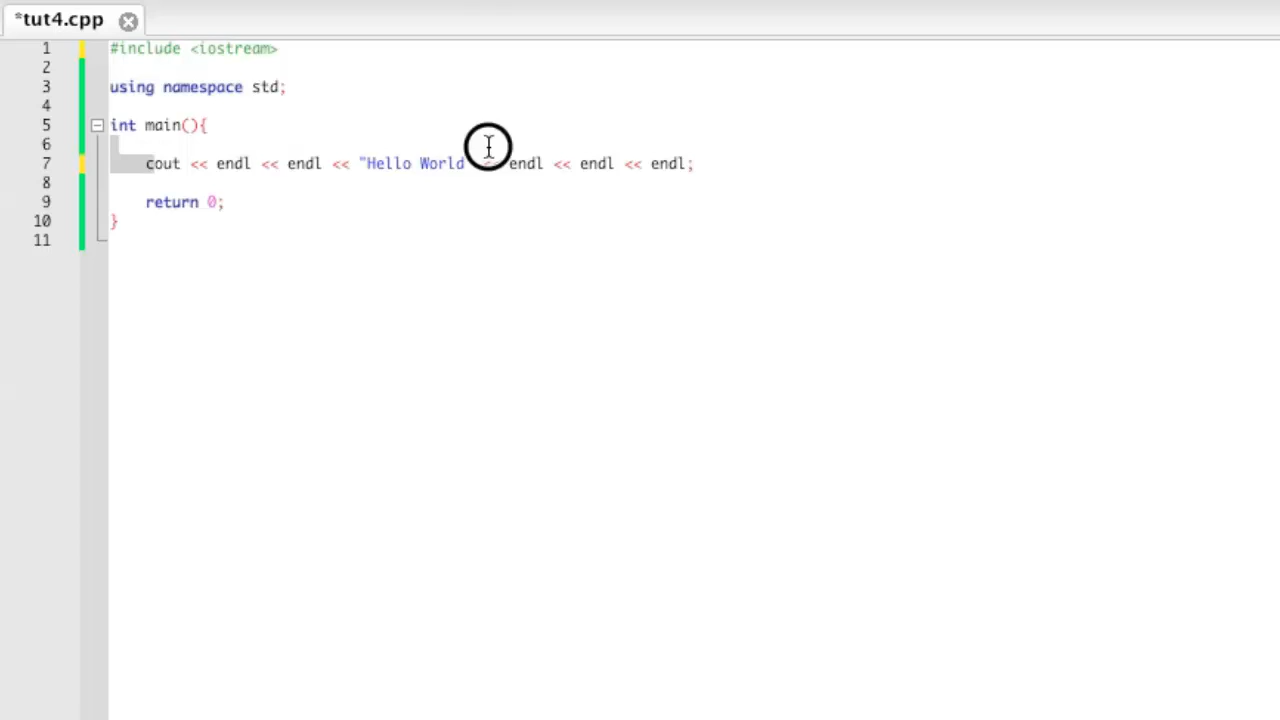 *tut4.cpp
1 #include <iostream>
2
3 using namespace std;
4
5 int main(){
6
7 cout << endl << endl << "Hello World << endl << endl << endl;
8
9 return 0;
10 }
11